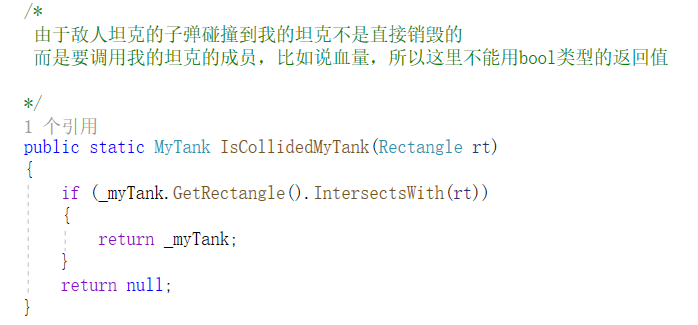 /*
由于敌人坦克的子弹碰撞到我的坦克不是直接销毁的
而是要调用我的坦克的成员，比如说血量，所以这里不能用bool类型的返回值
*/
1 个引用
public static MyTank IsCollidedMyTank(Rectangle rt)
{
if (_myTank.GetRectangle().IntersectsWith(rt))
{
return _myTank;
}
return null;
}